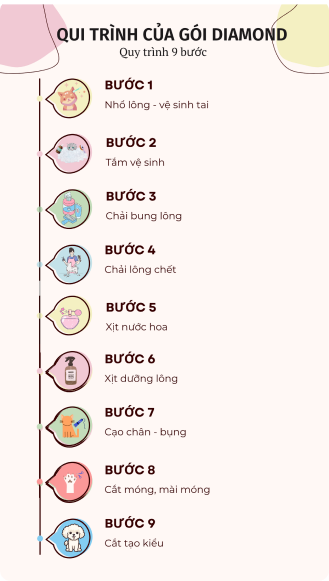 QUI TRÌNH CỦA GÓI DIAMOND
Quy trình 9 bước
BƯỚC 1
Nhổ lông - vệ sinh tai
BƯỚC 2
Tắm vệ sinh
BƯỚC 3
Chải bung lông
BƯỚC 4
Chải lông chết
BƯỚC 5
Xịt nước hoa
BƯỚC 6
Xịt dưỡng lông
BƯỚC 7
Cạo chân - bụng
BƯỚC 8
Cắt móng, mài móng
BƯỚC 9
Cắt tạo kiểu